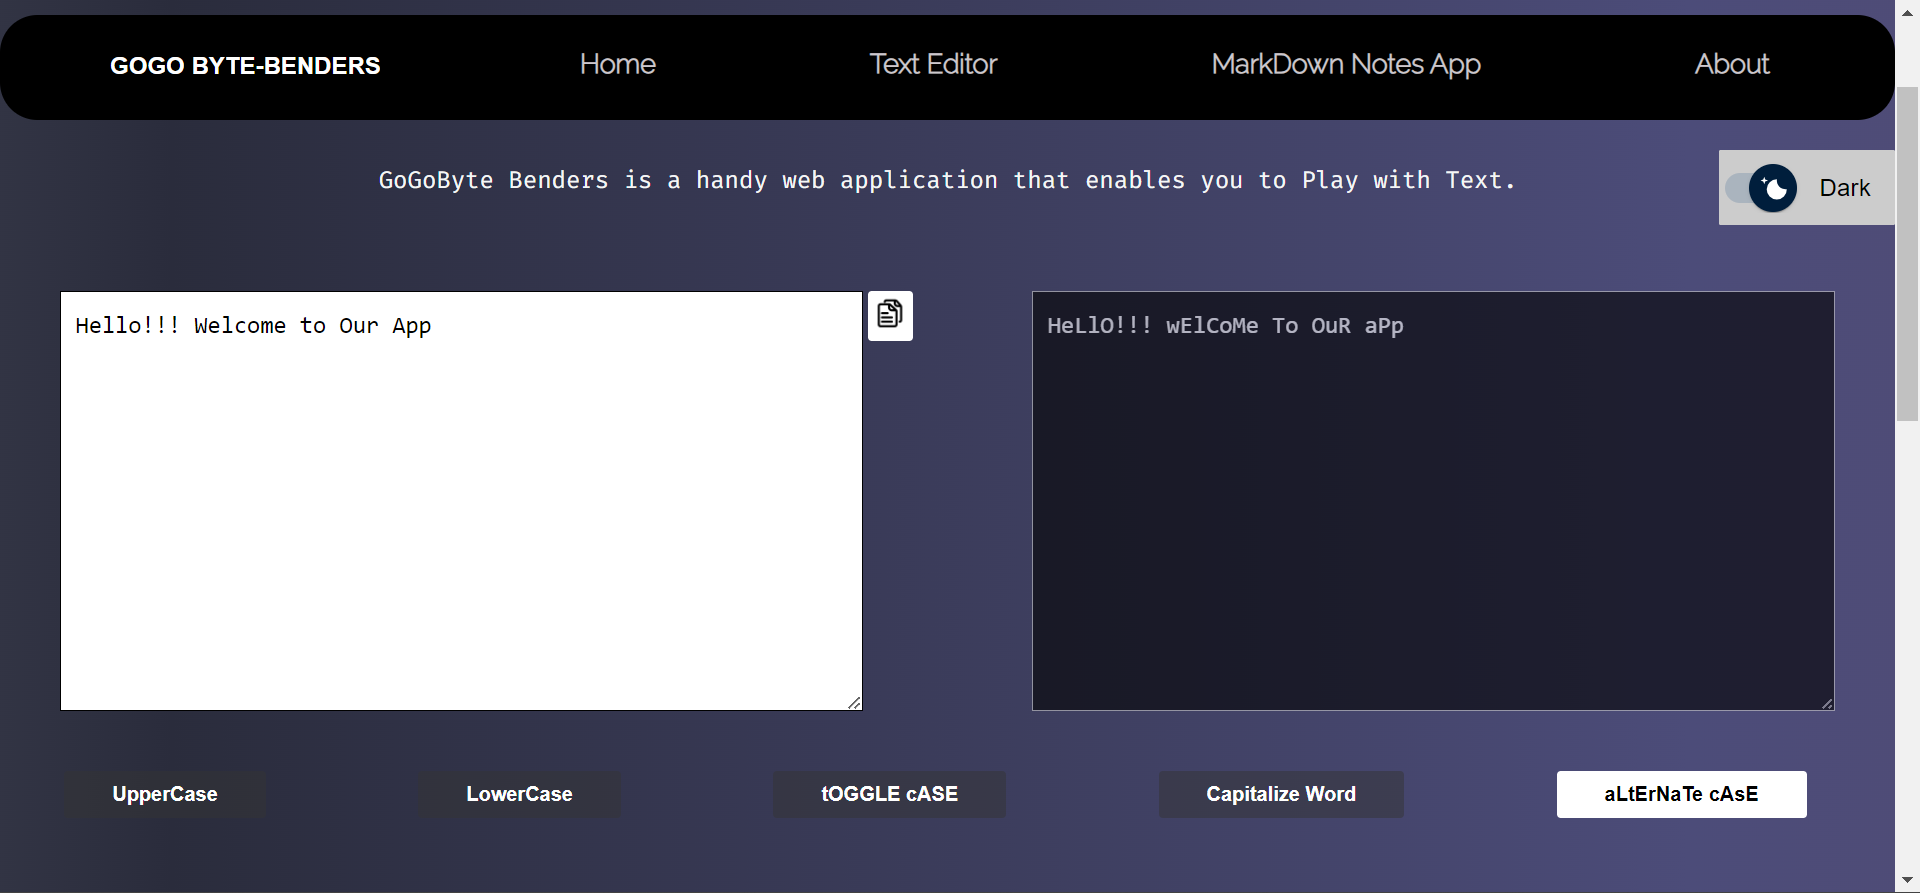 GOGO BYTE-BENDERS Home Text Editor MarkDown Notes App About
GoGoByte Benders is a handy web application that enables you to Play with Text.
Dark
Hello!!! Welcome to Our App
HeLlO!!! wElCoMe To OuR aPp
UpperCase LowerCase tOGGLE cASE Capitalize Word aLtErNaTe cAsE